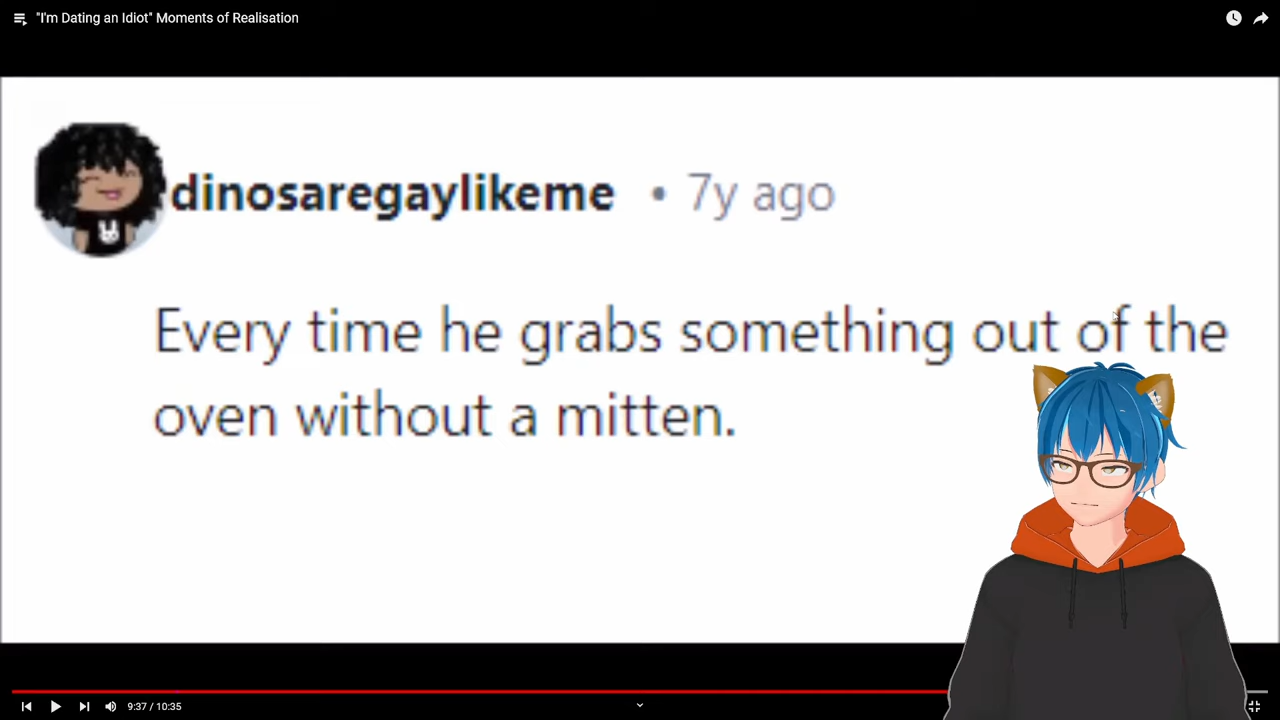 "I'm Dating an Idiot" Moments of Realisation
dinosaregaylikeme • 7y ago
Every time he grabs something out of the
oven without a mitten.
9:37 / 10:35